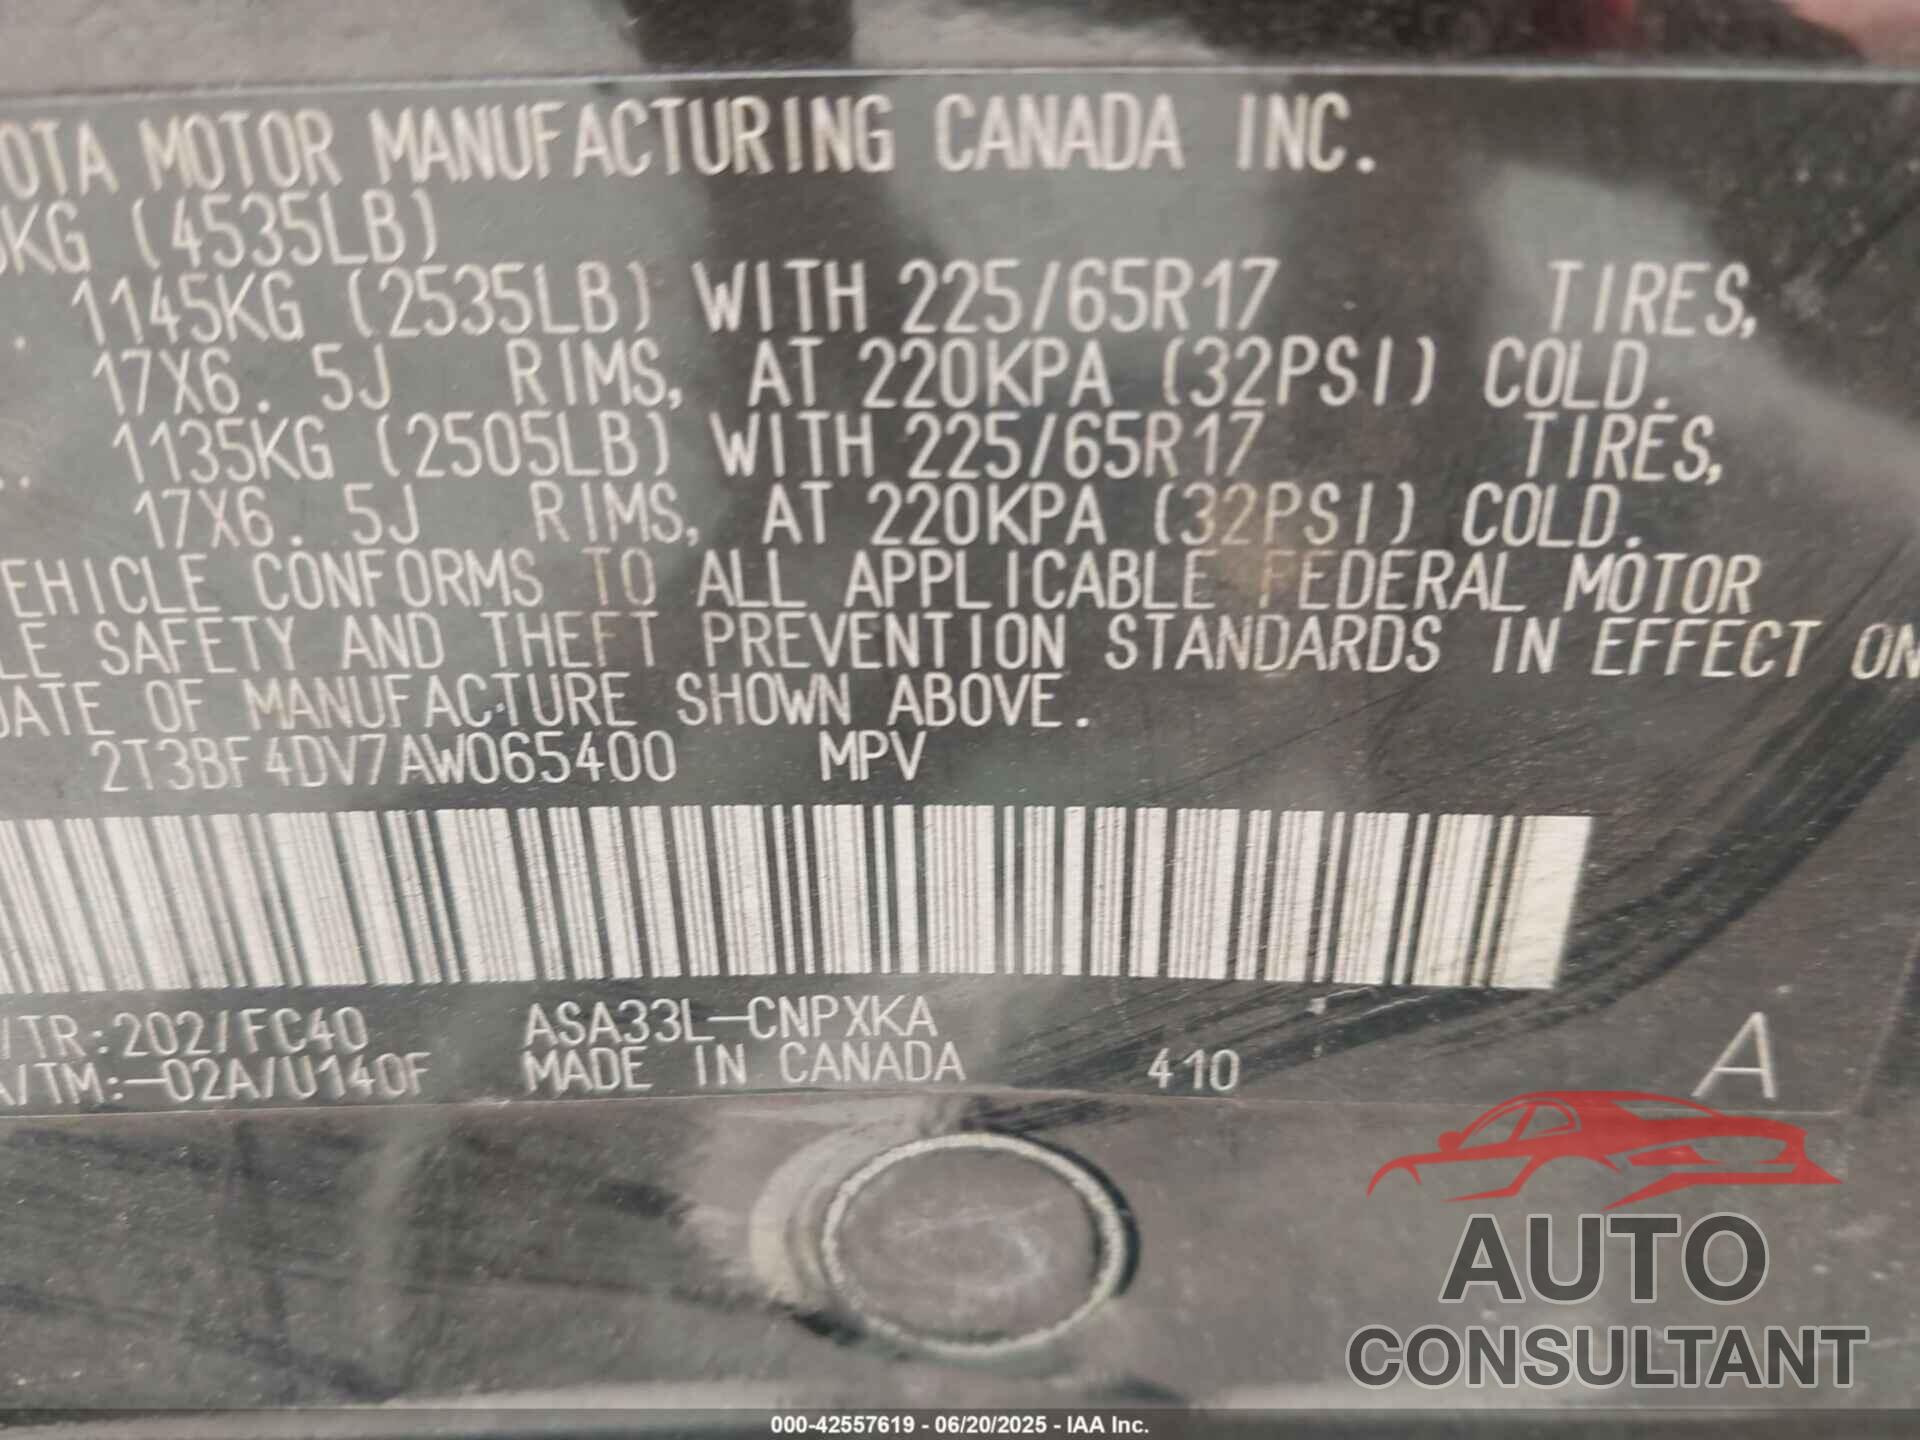 OTA MOTOR MANUFACTURING CANADA INC.
KG (4535LB)
. 1145KG (2535LB) WITH 225/65R17 TIRES,
17X6. 5J RIMS, AT 220KPA (32PSI) COLD.
.. 1135KG (2505LB) WITH 225/65R17 TIRES,
17X6. 5J RIMS, AT 220KPA (32PSI) COLD.
EHICLE CONFORMS TO ALL APPLICABLE FEDERAL MOTOR
LE SAFETY AND THEFT PREVENTION STANDARDS IN EFFECT ON
DATE OF MANUFACTURE SHOWN ABOVE.
2T3BF4DV7AW065400 MPV
/TR:202/FC40 ASA33L-CNPXKA
A/TM:-02A/U140F MADE IN CANADA 410 A
AUTO
CONSULTANT
000-42557619 - 06/20/2025 - IAA Inc.